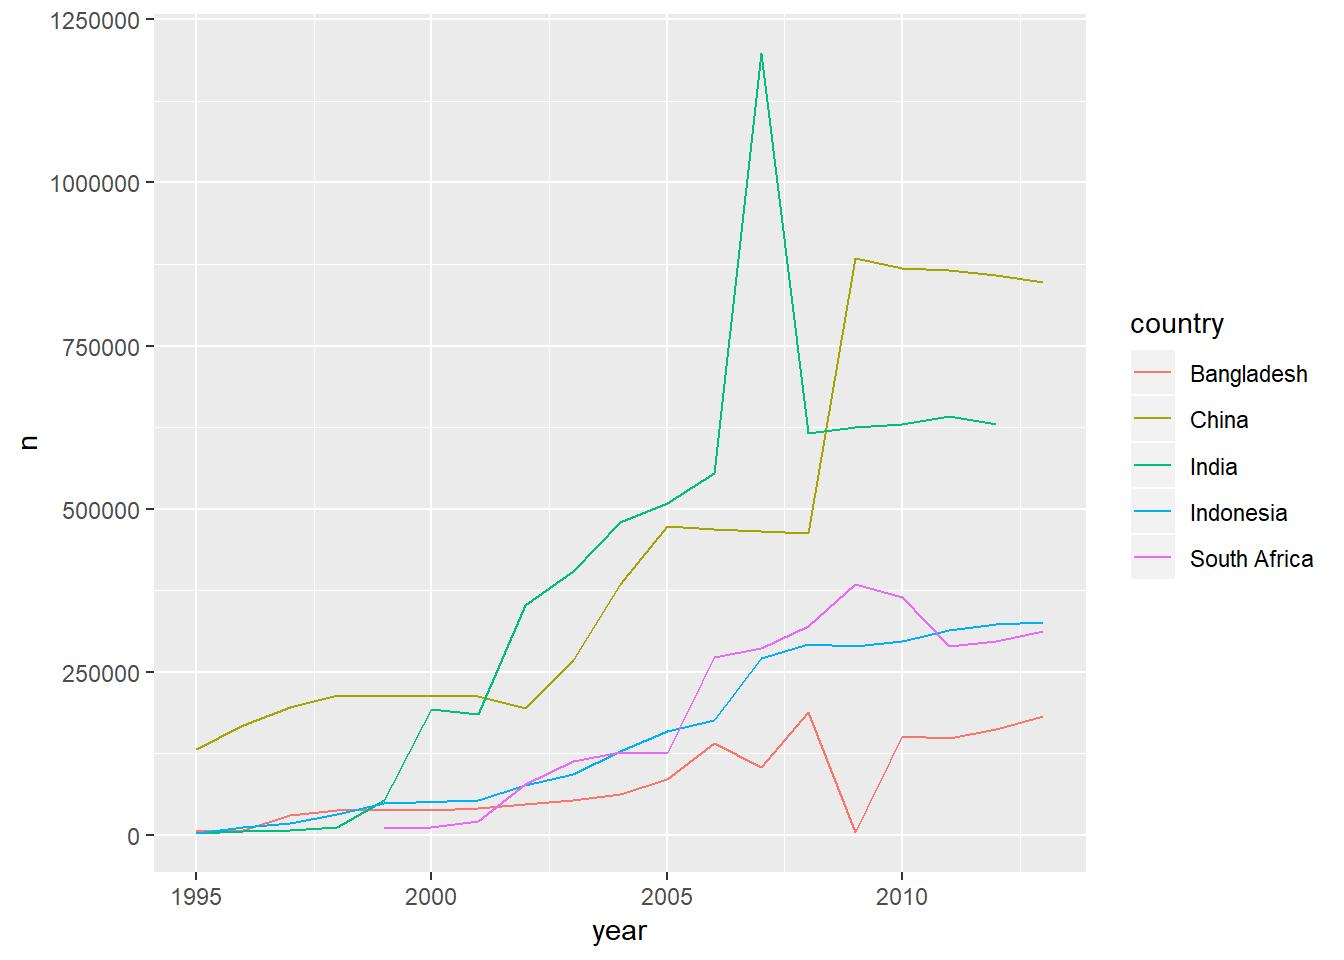 1250000
1000000
750000
500000
250000
0
n
1995 2000 2005 2010
year
country
Bangladesh
China
India
Indonesia
South Africa